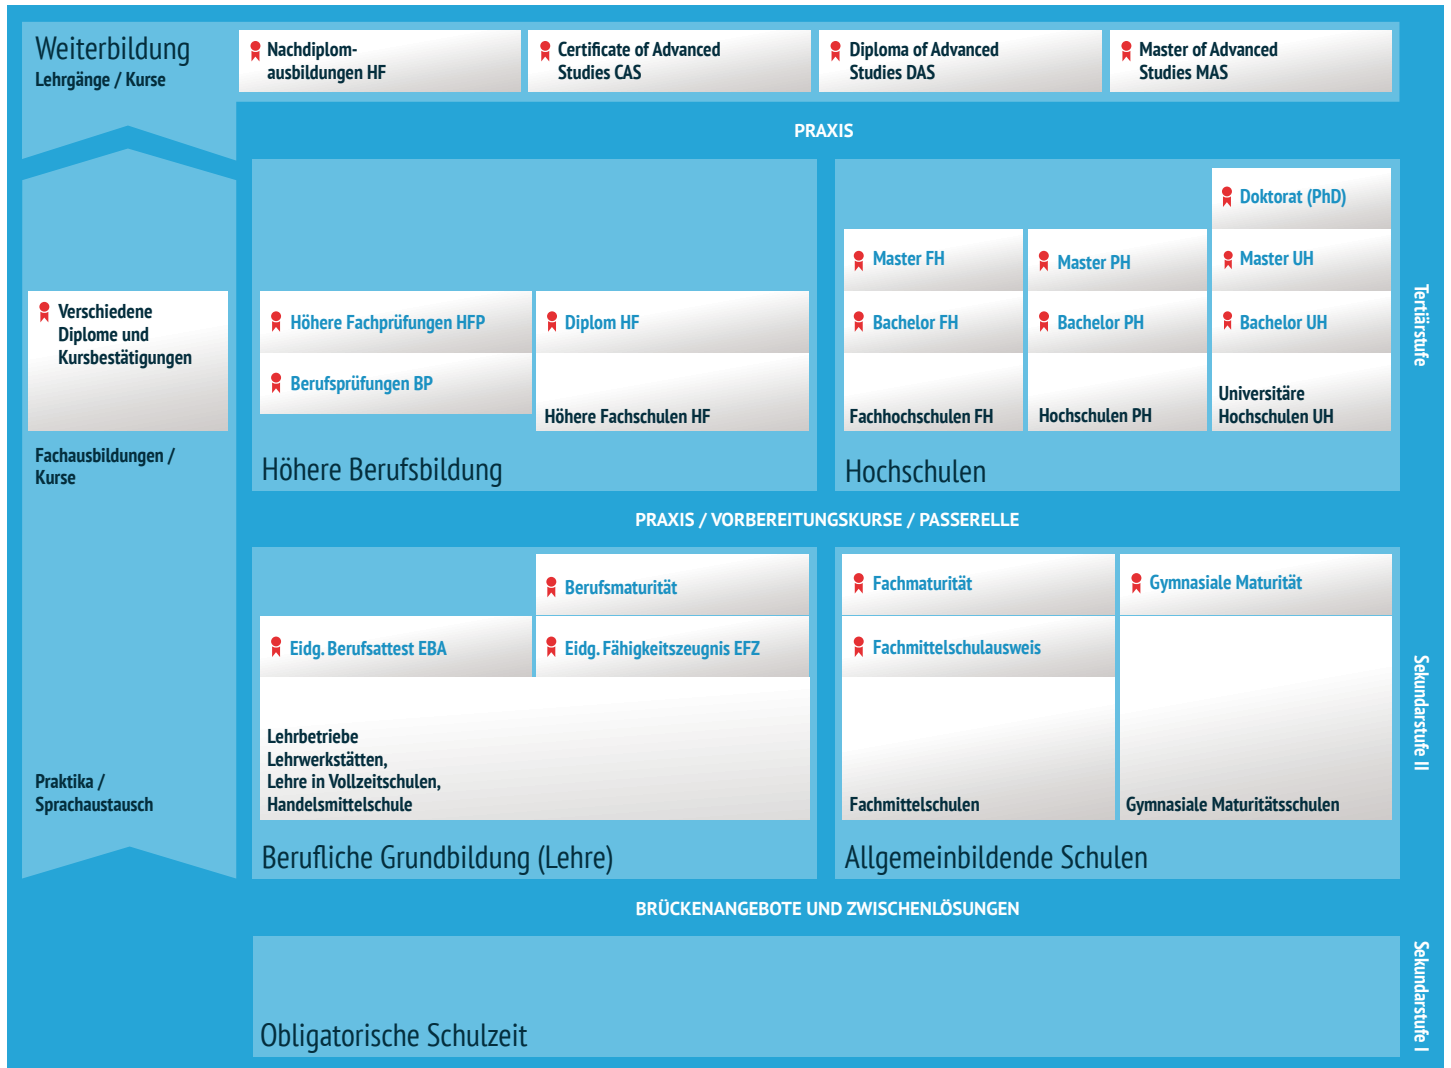 Weiterbildung
Lehrgänge / Kurse
Nachdiplom-
ausbildungen HF
Certificate of Advanced
Studies CAS
Diploma of Advanced
Studies DAS
Master of Advanced
Studies MAS
PRAXIS
Verschiedene
Diplome und
Kursbestätigungen
Fachausbildungen /
Kurse
Praktika /
Sprachaustausch
Höhere Fachprüfungen HFP
Berufsprüfungen BP
Diplom HF
Höhere Fachschulen HF
Höhere Berufsbildung
Master FH
Bachelor FH
Fachhochschulen FH
Master PH
Bachelor PH
Hochschulen PH
Doktorat (PhD)
Master UH
Bachelor UH
Universitäre
Hochschulen UH
Hochschulen
Tertiärstufe
PRAXIS / VORBEREITUNGSKURSE / PASSERELLE
Berufsmaturität
Eidg. Berufsattest EBA
Eidg. Fähigkeitszeugnis EFZ
Lehrbetriebe
Lehrwerkstätten,
Lehre in Vollzeitschulen,
Handelsmittelschule
Berufliche Grundbildung (Lehre)
Fachmaturität
Fachmittelschulausweis
Fachmittelschulen
Gymnasiale Maturität
Gymnasiale Maturitätsschulen
Allgemeinbildende Schulen
Sekundarstufe II
BRÜCKENANGEBOTE UND ZWISCHENLÖSUNGEN
Obligatorische Schulzeit
Sekundarstufe I